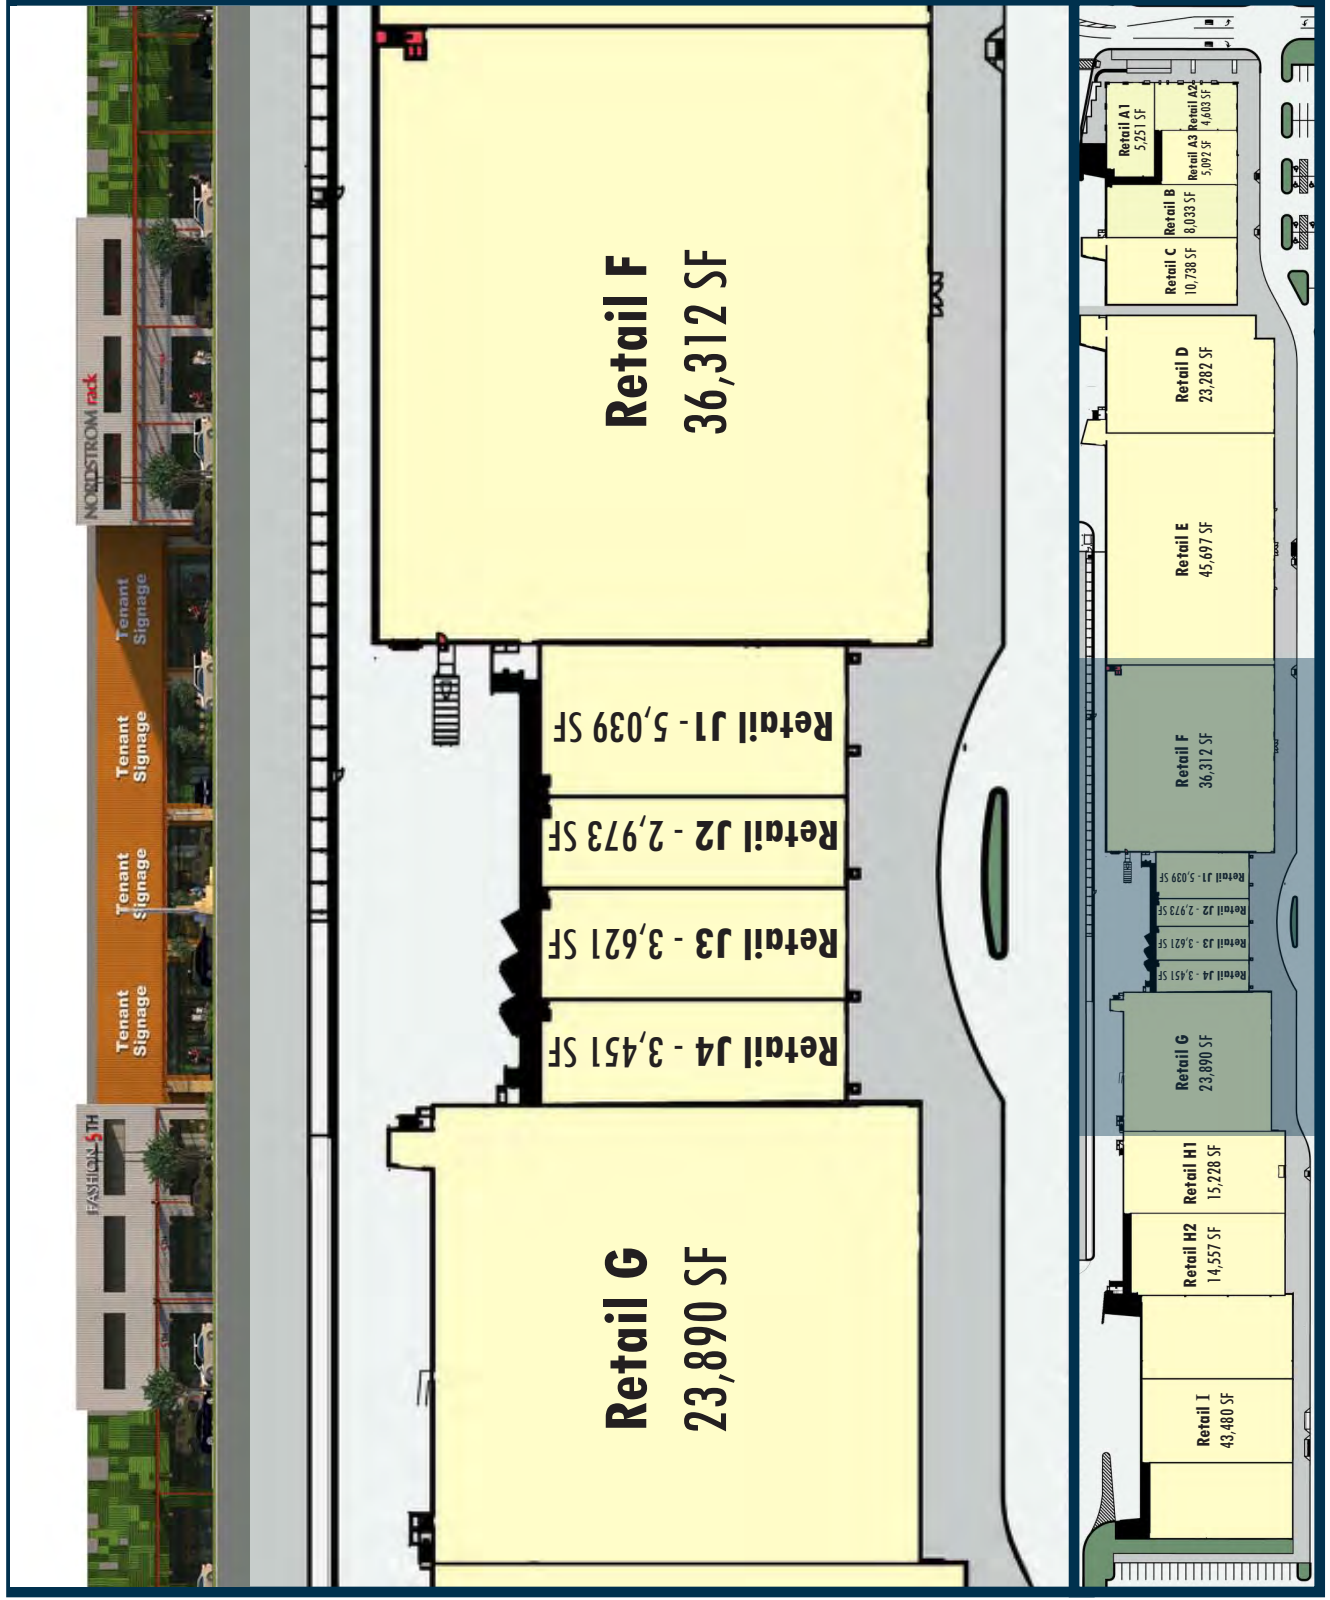 FASHION 5TH
Tenant
Signage
Tenant
Signage
Tenant
Signage
Tenant
Signage
NORDSTROM rack
Retail G
23,890 SF
Retail J4 - 3,451 SF
Retail J3 - 3,621 SF
Retail J2 - 2,973 SF
Retail J1 - 5,039 SF
Retail F
36,312 SF
Retail I
43,480 SF
Retail H2
14,557 SF
Retail H1
15,228 SF
Retail G
23,890 SF
Retail J4 - 3,451 SF
Retail J3 - 3,621 SF
Retail J2 - 2,973 SF
Retail J1 - 5,039 SF
Retail F
36,312 SF
Retail E
45,697 SF
Retail D
23,282 SF
Retail C
10,738 SF
Retail B
8,033 SF
Retail A1
5,251 SF
Retail A3
5,092 SF
Retail A2
4,603 SF